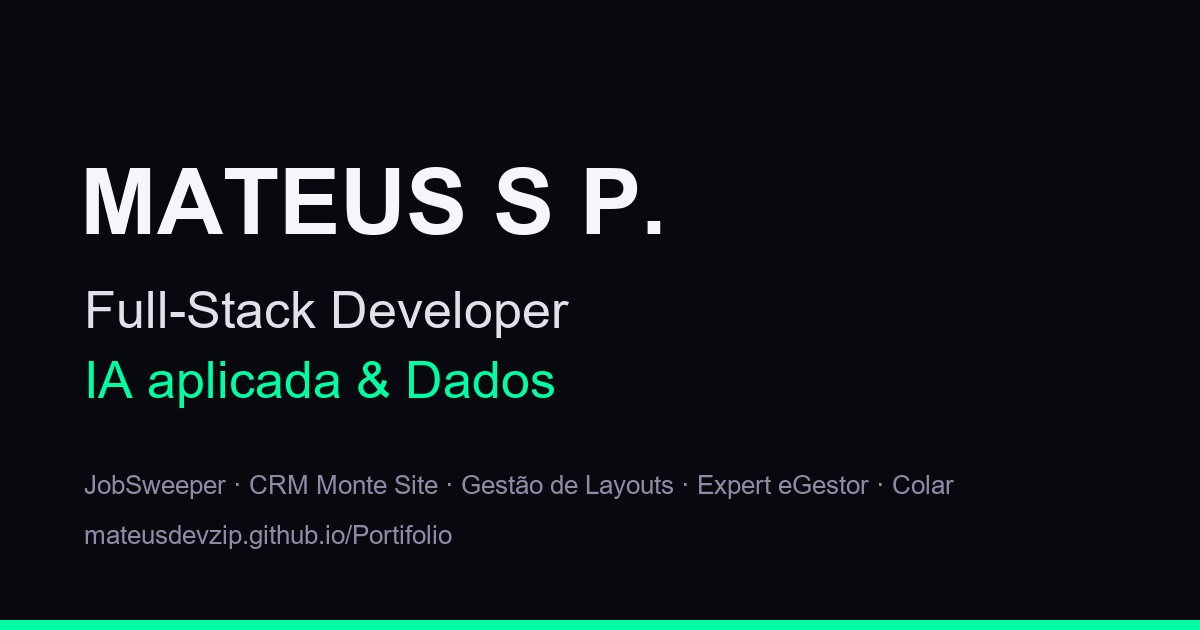 MATEUS S P.
Full-Stack Developer
IA aplicada & Dados
JobSweeper · CRM Monte Site · Gestão de Layouts · Expert eGestor · Colar
mateusdevzip.github.io/Portifolio